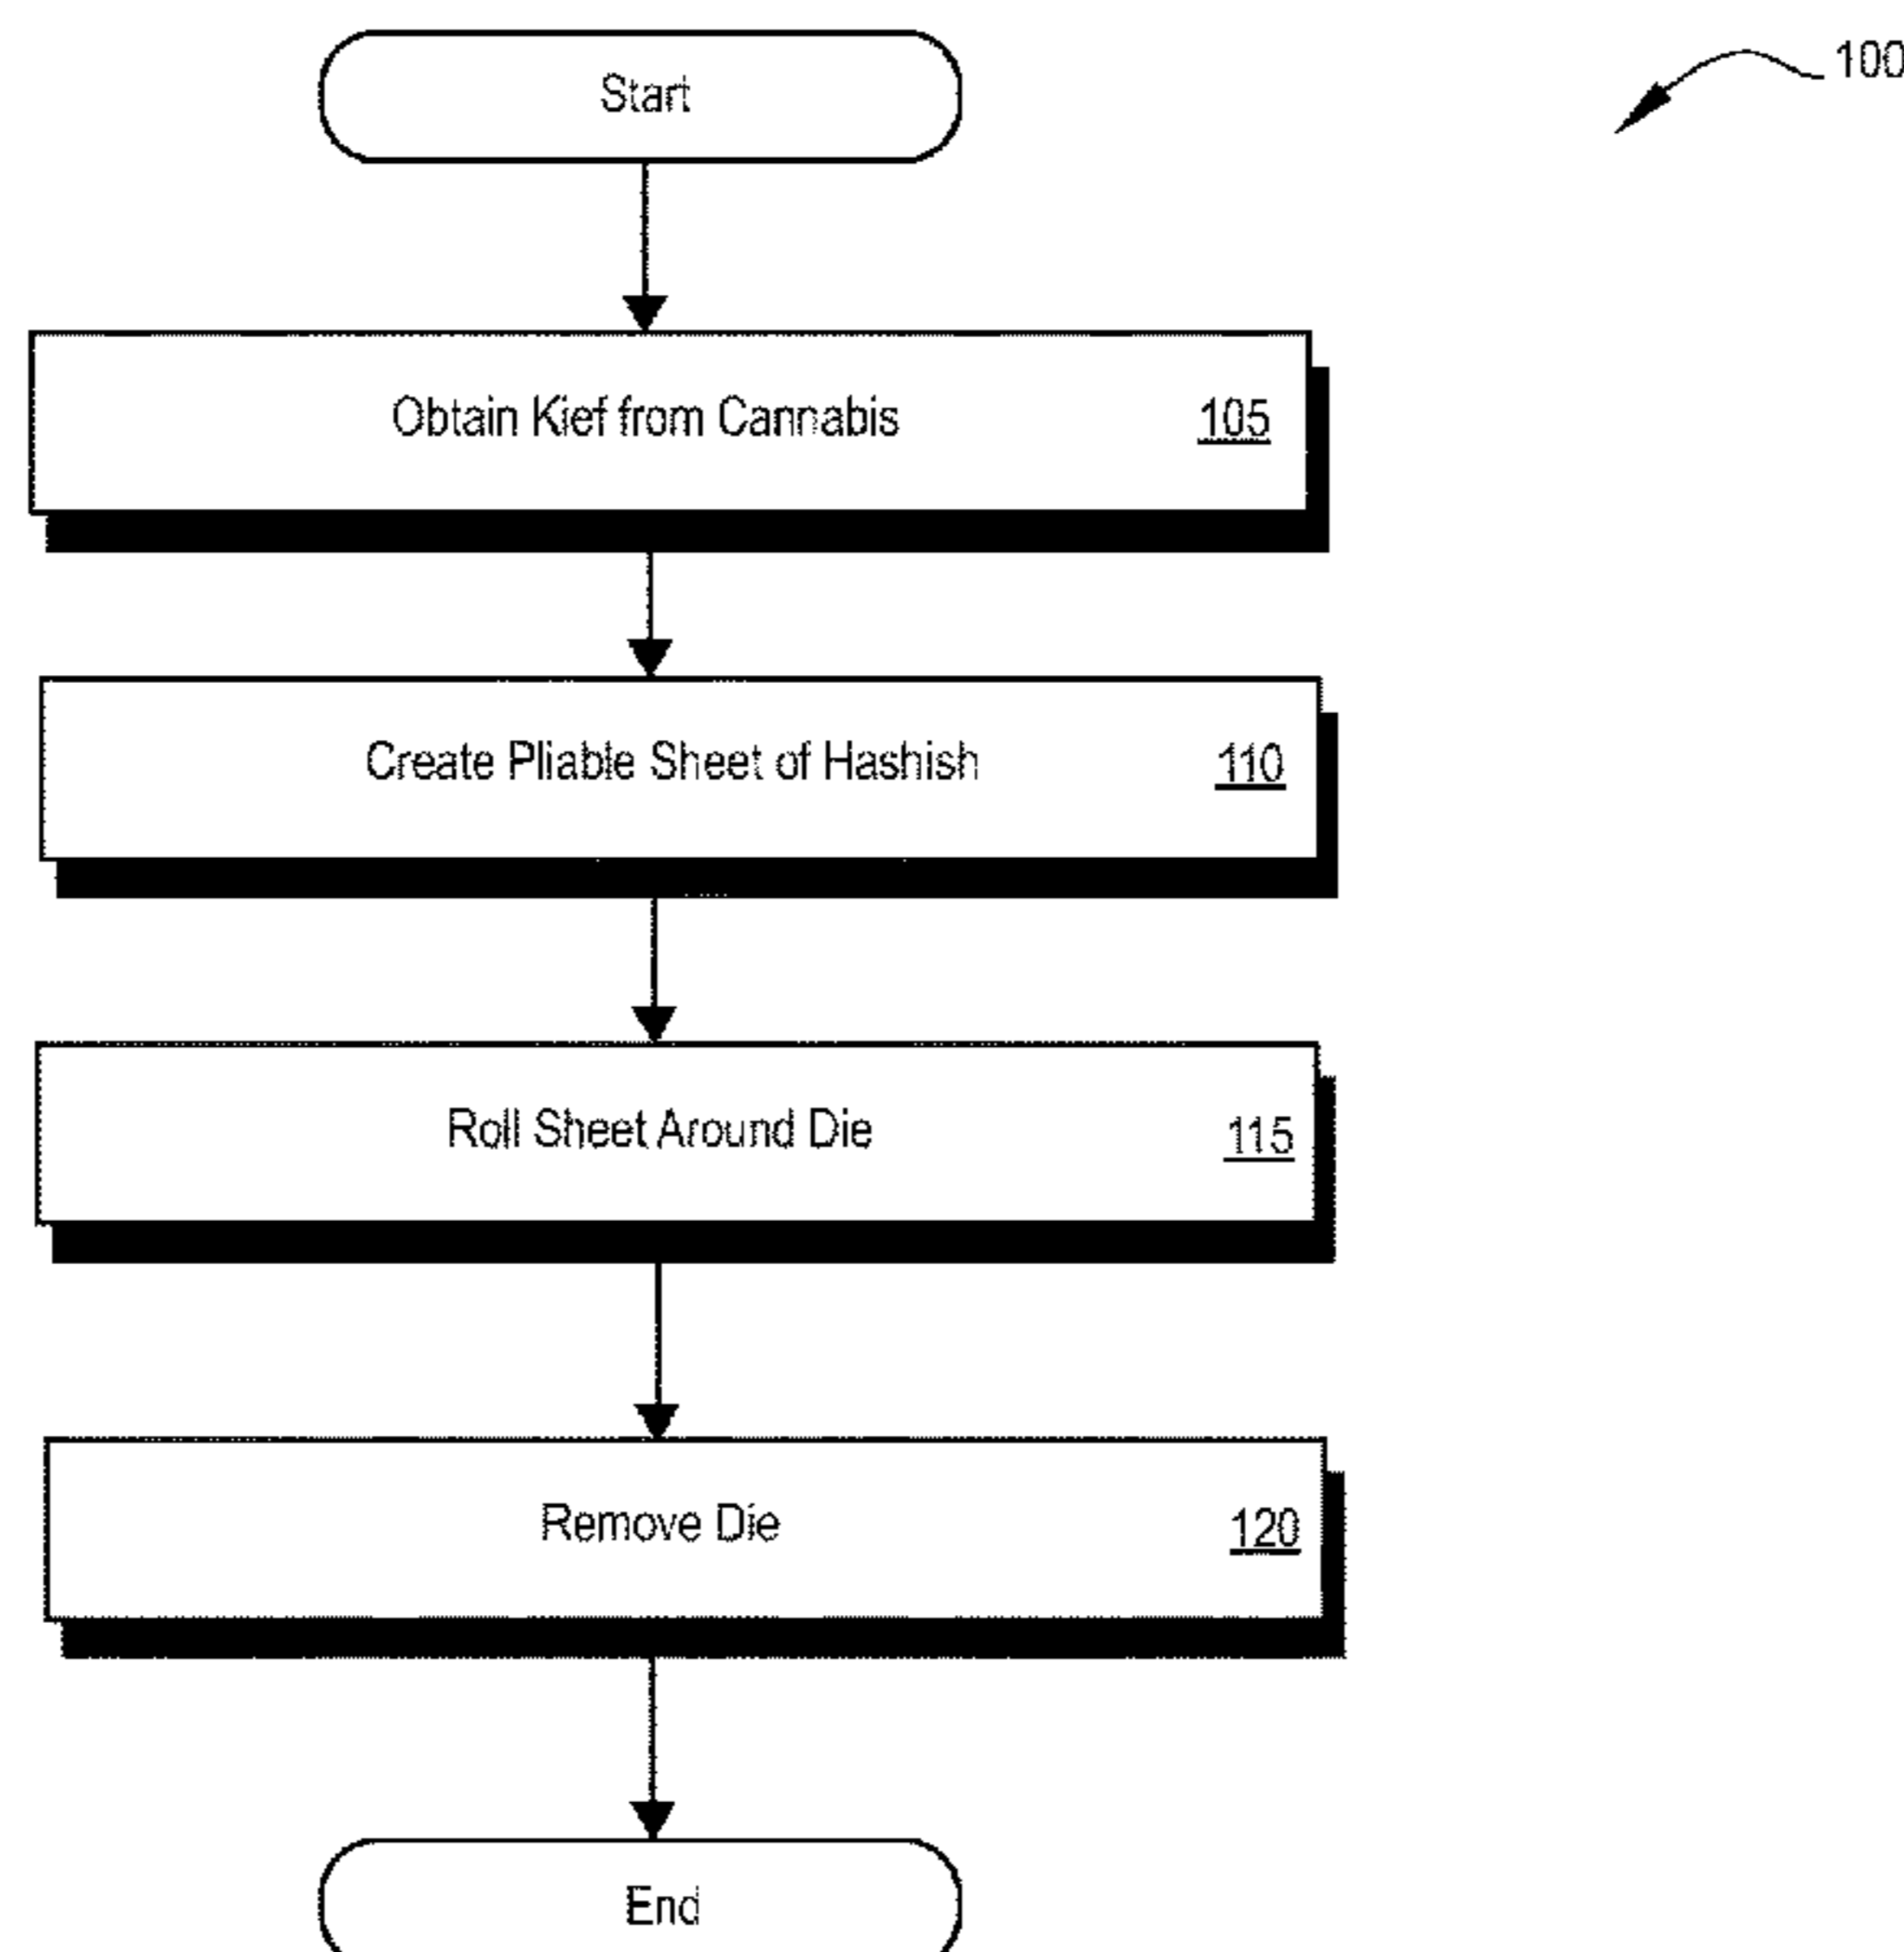 Start
100
Obtain Kief from Cannabis 105
Create Pliable Sheet of Hashish 110
Roll Sheet Around Die 115
Remove Die 120
End